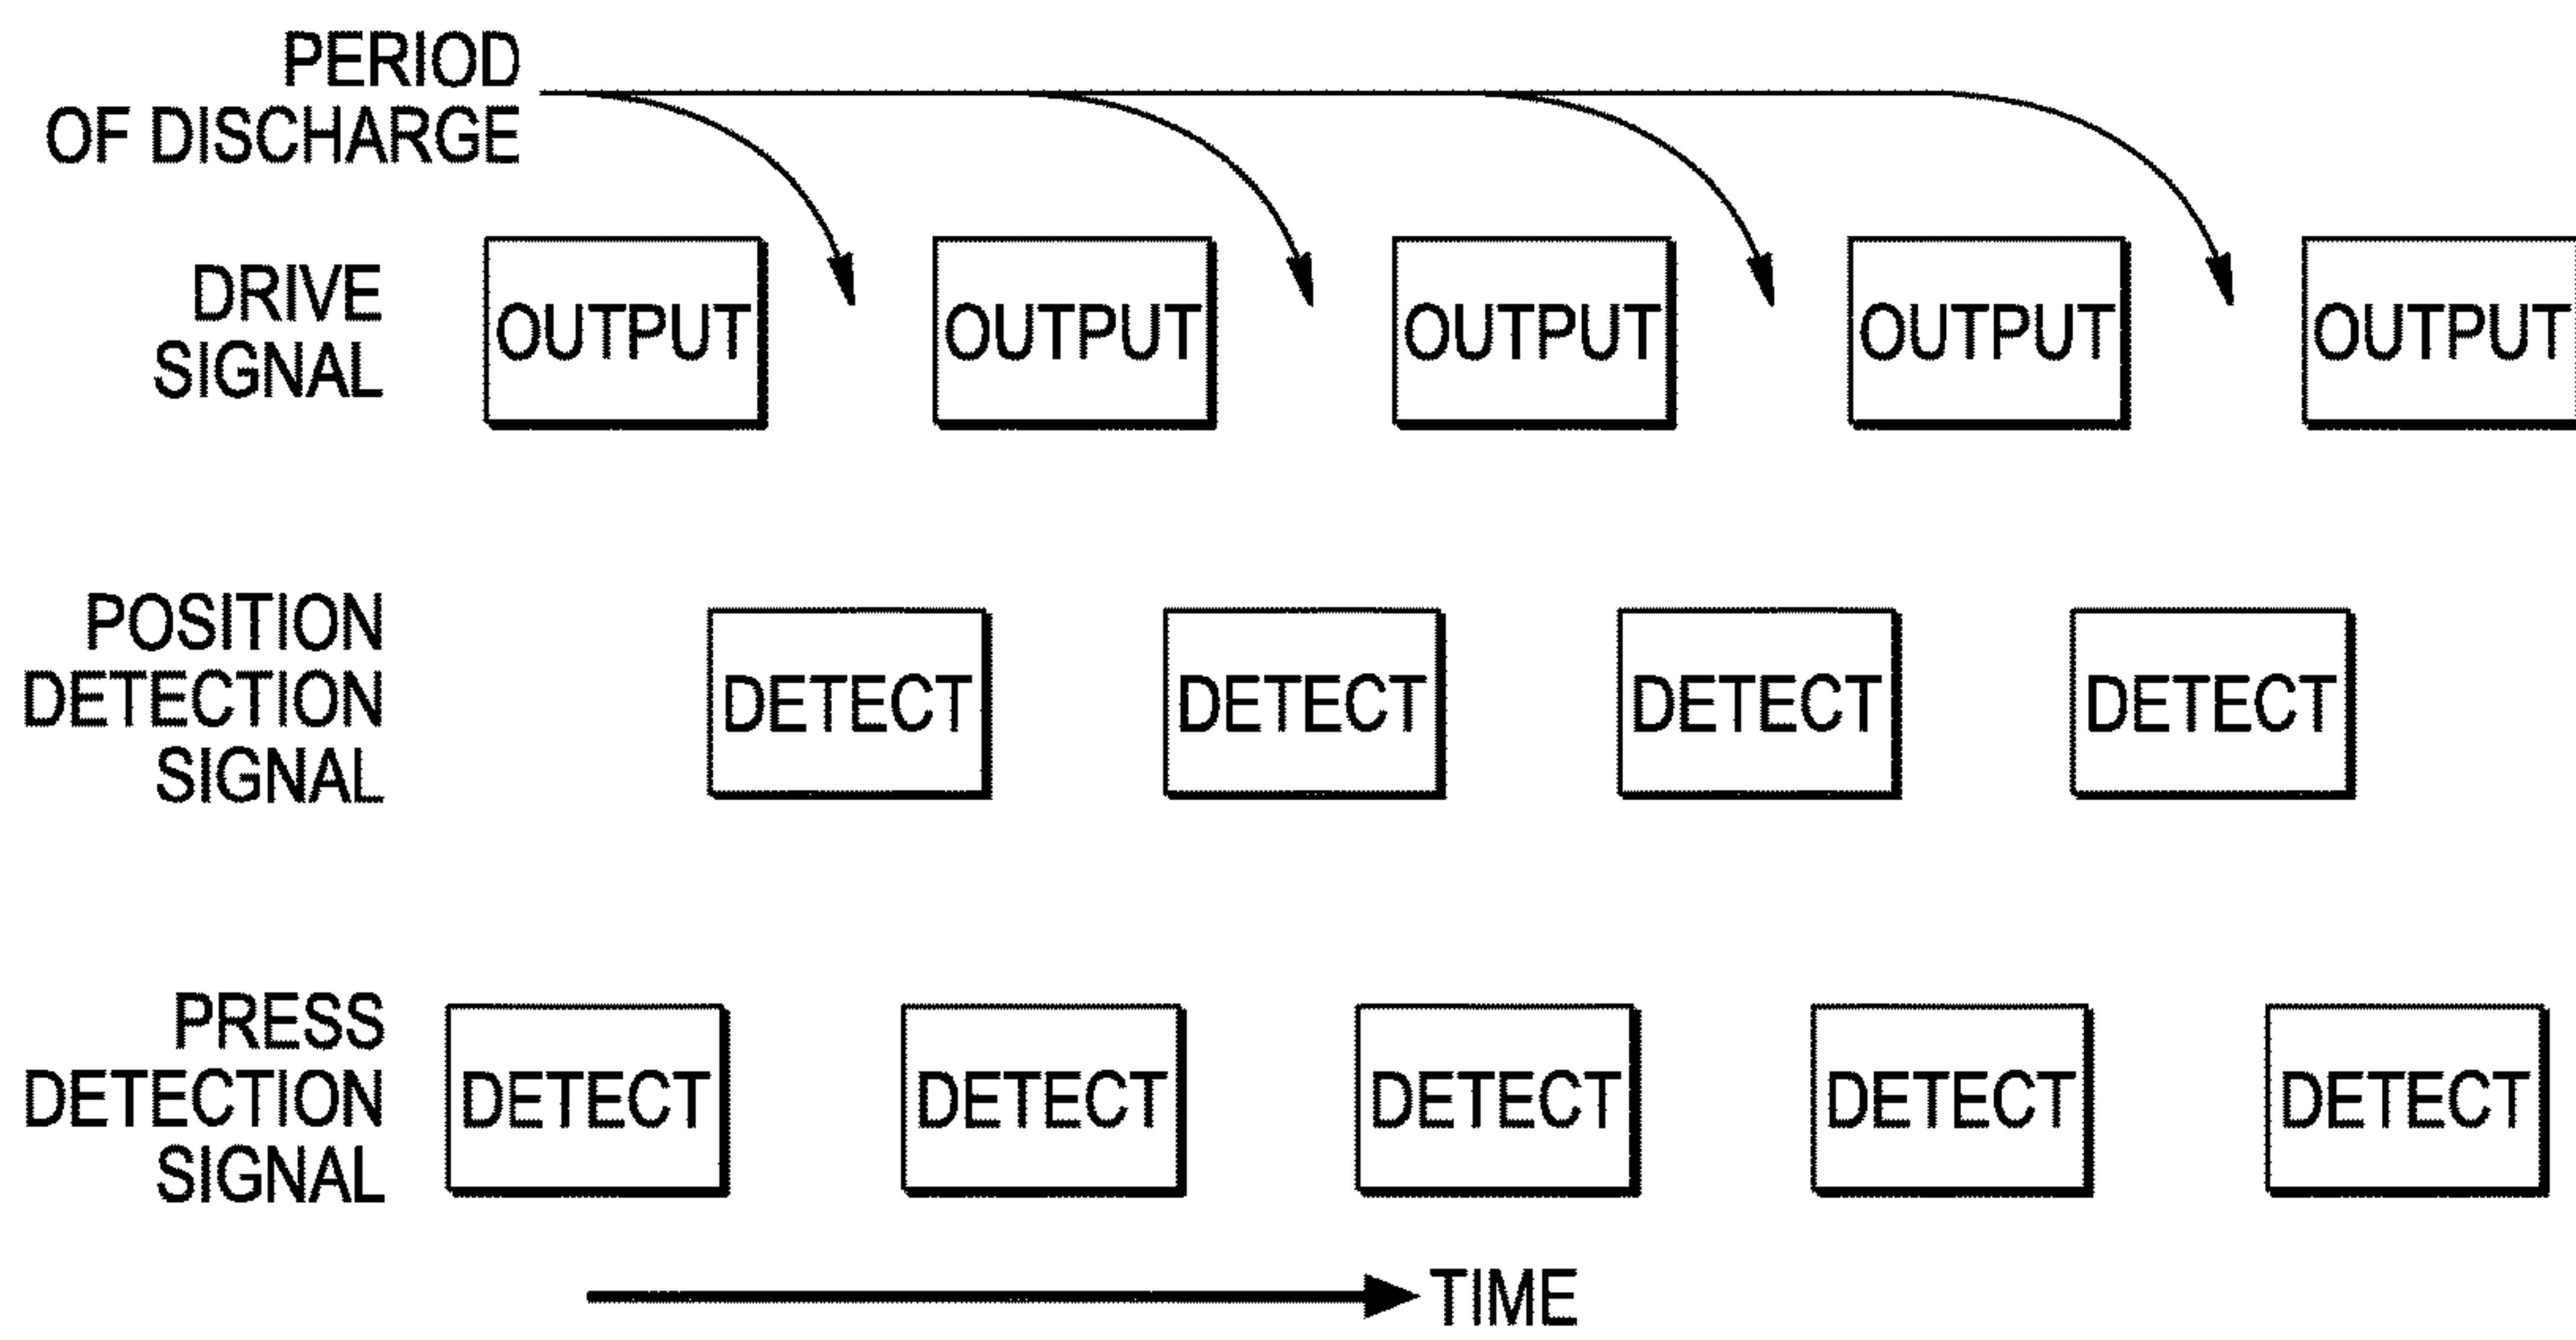 PERIOD
OF DISCHARGE
DRIVE
SIGNAL
OUTPUT OUTPUT OUTPUT OUTPUT OUTPUT
POSITION
DETECTION
SIGNAL
DETECT DETECT DETECT DETECT
PRESS
DETECTION
SIGNAL
DETECT DETECT DETECT DETECT DETECT
TIME